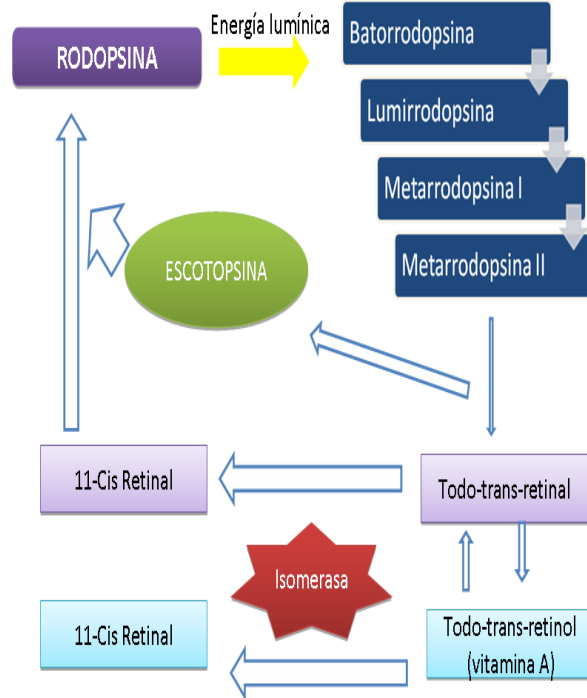 Energía lumínica
RODOPSINA
Batorrodopsina
Lumirrodopsina
Metarrodopsina I
Metarrodopsina II
ESCOTOPSINA
11-Cis Retinal
Todo-trans-retinal
Isomerasa
11-Cis Retinal
Todo-trans-retinol
(vitamina A)